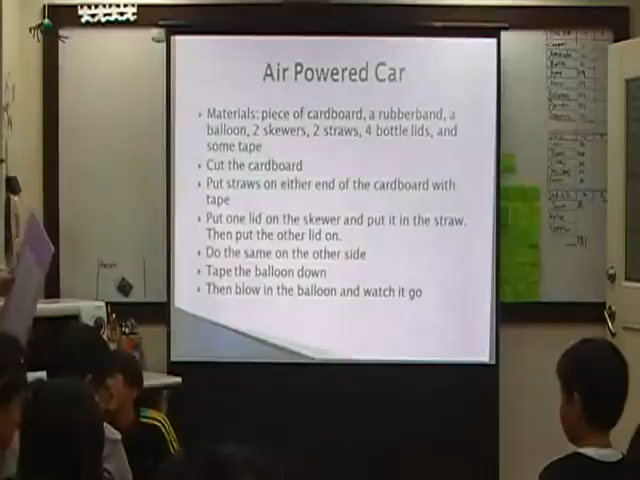 Air Powered Car
Materials: piece of cardboard, a rubberband, a
balloon, 2 skewers, 2 straws, 4 bottle lids, and
some tape
Cut the cardboard
Put straws on either end of the cardboard with
tape
Put one lid on the skewer and put it in the straw.
Then put the other lid on.
Do the same on the other side
Tape the balloon down
Then blow in the balloon and watch it go